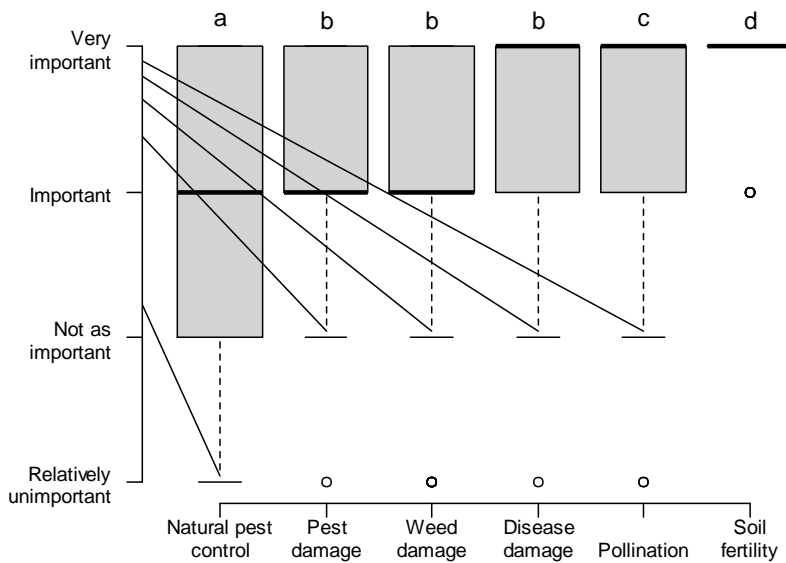 a b b b c d
Very
important
Important
Not as
important
Relatively
unimportant
Natural pest
control
Pest
damage
Weed
damage
Disease
damage
Pollination
Soil
fertility